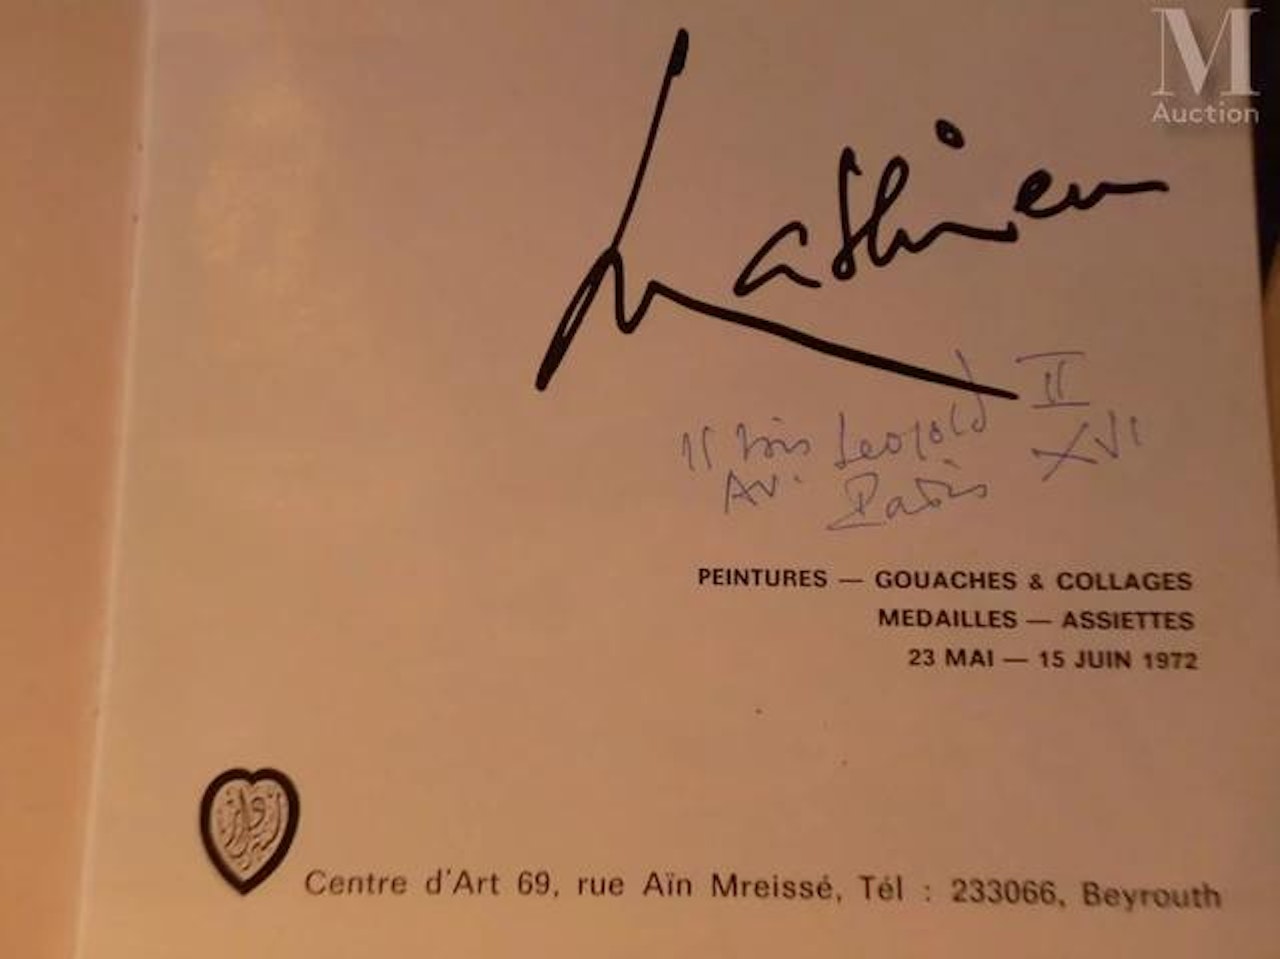 M
Auction
Mathieu
11 bis Leopold II
Av. Paris XVI
PEINTURES — GOUACHES & COLLAGES
MEDAILLES — ASSIETTES
23 MAI — 15 JUIN 1972
Centre d'Art 69, rue Aïn Mreissé, Tél : 233066, Beyrouth